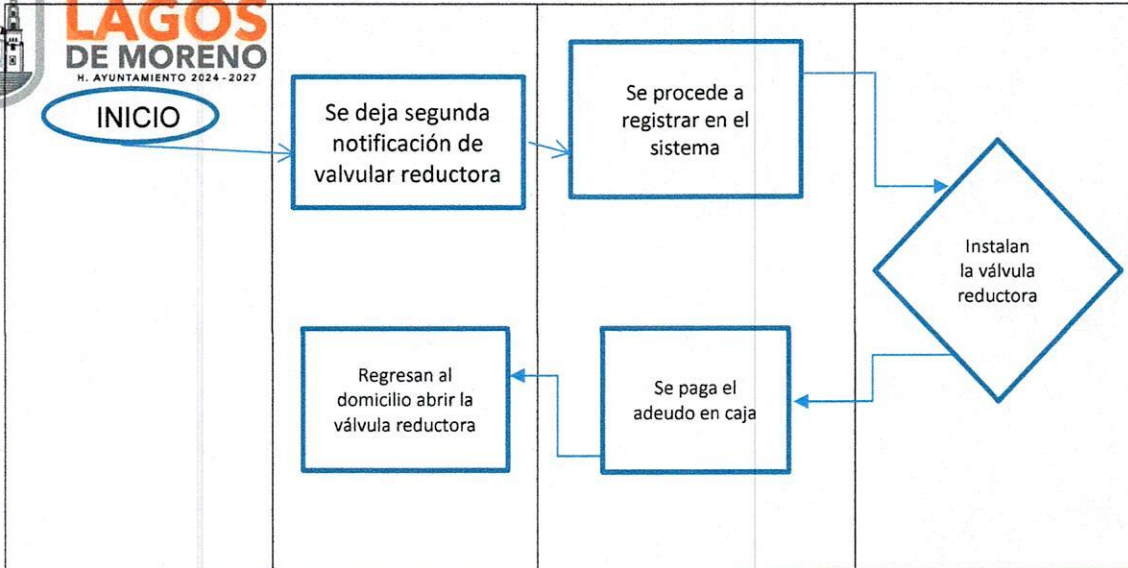 LAGOS
DE MORENO
H. AYUNTAMIENTO 2024-2027
INICIO
Se deja segunda
notificación de
valvular reductora
Se procede a
registrar en el
sistema
Instalan
la válvula
reductora
Se paga el
adeudo en caja
Regresan al
domicilio abrir la
válvula reductora